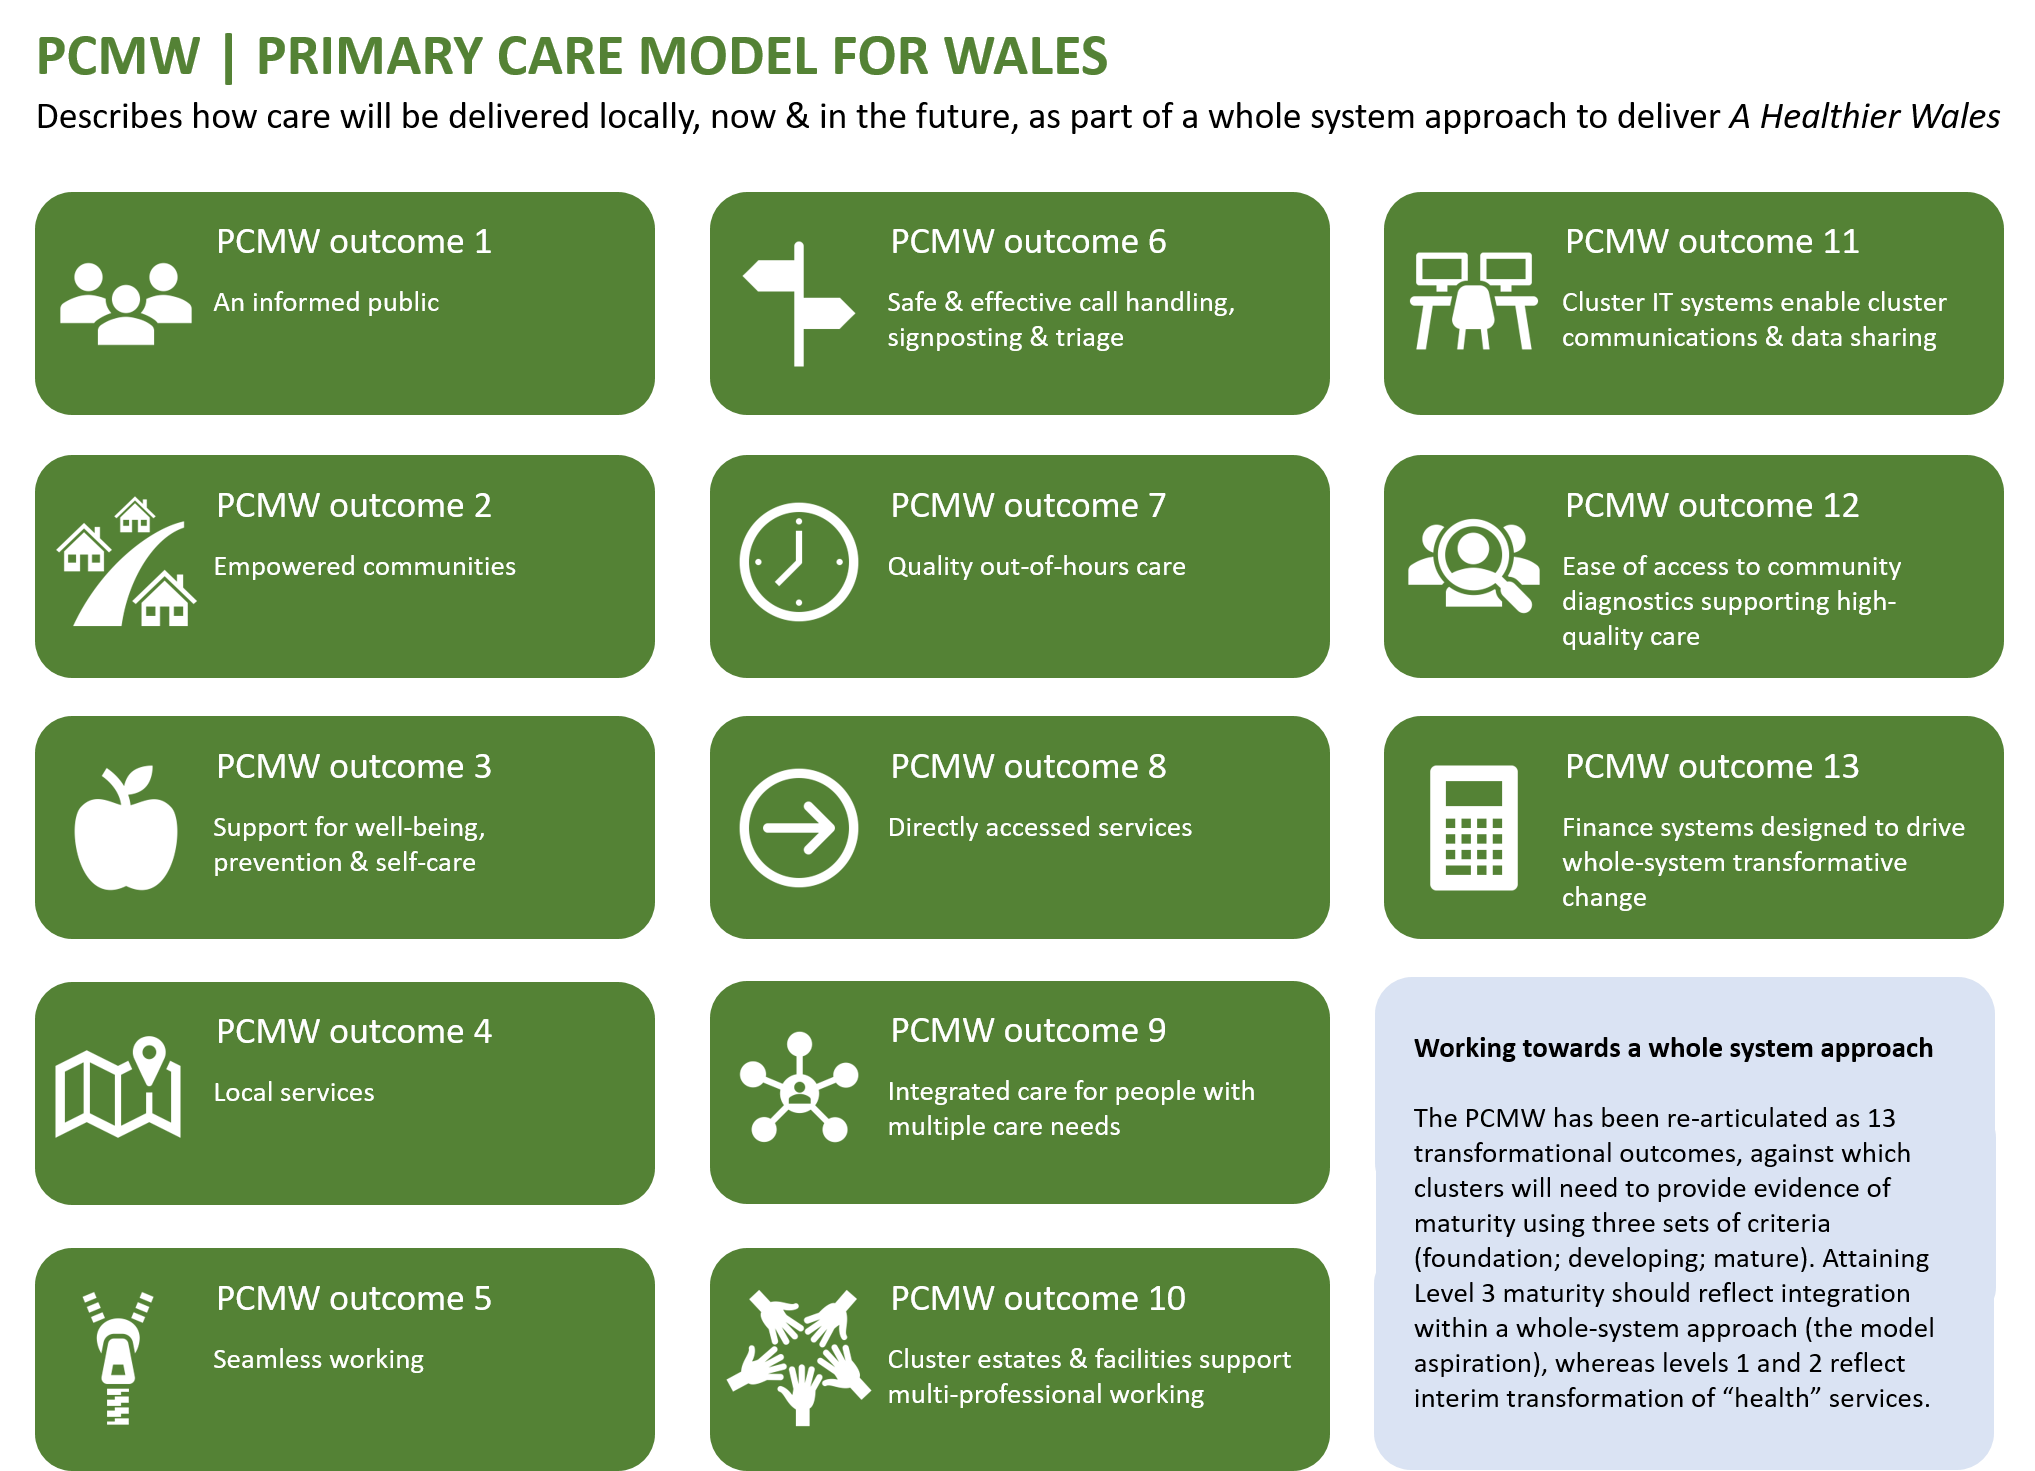 PCMW | PRIMARY CARE MODEL FOR WALES
Describes how care will be delivered locally, now & in the future, as part of a whole system approach to deliver A Healthier Wales
PCMW outcome 1
An informed public
PCMW outcome 2
Empowered communities
PCMW outcome 3
Support for well-being,
prevention & self-care
PCMW outcome 4
Local services
PCMW outcome 5
Seamless working
PCMW outcome 6
Safe & effective call handling,
signposting & triage
PCMW outcome 7
Quality out-of-hours care
PCMW outcome 8
Directly accessed services
PCMW outcome 9
Integrated care for people with
multiple care needs
PCMW outcome 10
Cluster estates & facilities support
multi-professional working
PCMW outcome 11
Cluster IT systems enable cluster
communications & data sharing
PCMW outcome 12
Ease of access to community
diagnostics supporting high-
quality care
PCMW outcome 13
Finance systems designed to drive
whole-system transformative
change
Working towards a whole system approach
The PCMW has been re-articulated as 13
transformational outcomes, against which
clusters will need to provide evidence of
maturity using three sets of criteria
(foundation; developing; mature). Attaining
Level 3 maturity should reflect integration
within a whole-system approach (the model
aspiration), whereas levels 1 and 2 reflect
interim transformation of “health” services.